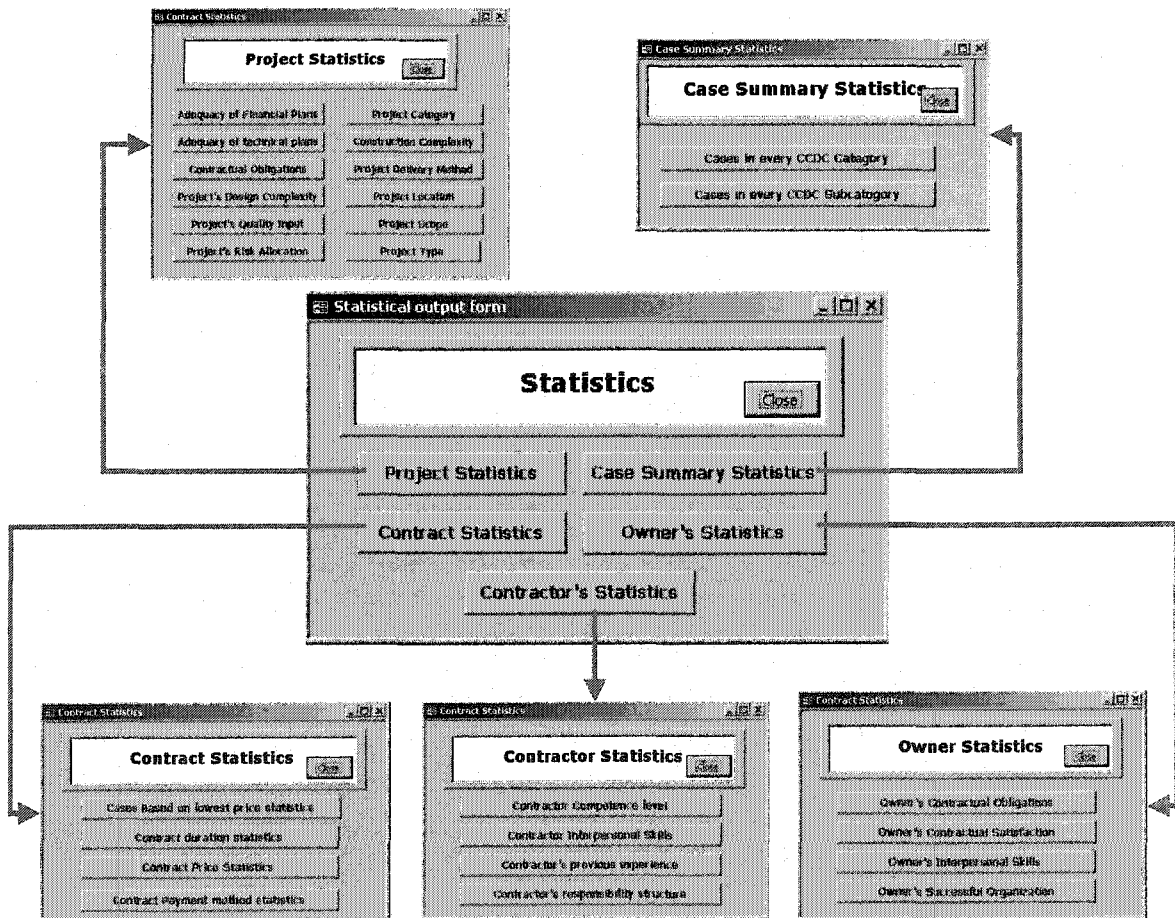 Contract Statistics
Project Statistics
Close
Adequacy of Financial Plans
Project Category
Adequacy of technical plans
Construction Complexity
Contractual Obligations
Project Delivery Method
Project's Design Complexity
Project Location
Project's Quality Input
Project Scope
Project's Risk Allocation
Project Type
Case Summary Statistics
Case Summary Statistics
Close
Cases in every CCDC Catagory
Cases in every CCDC Subcatogory
Statistical output form
Statistics
Close
Project Statistics
Case Summary Statistics
Contract Statistics
Owner's Statistics
Contractor's Statistics
Contract Statistics
Contract Statistics
Close
Cases Based on lowest price statistics
Contract duration statistics
Contract Price Statistics
Contract Payment method statistics
Contract Statistics
Contractor Statistics
Close
Contractor Competence level
Contractor Interpersonal Skills
Contractor's previous experience
Contractor's responsibility structure
Contract Statistics
Owner Statistics
Close
Owner's Contractual Obligations
Owner's Contractual Satisfaction
Owner's Interpersonal Skills
Owner's Successful Organization